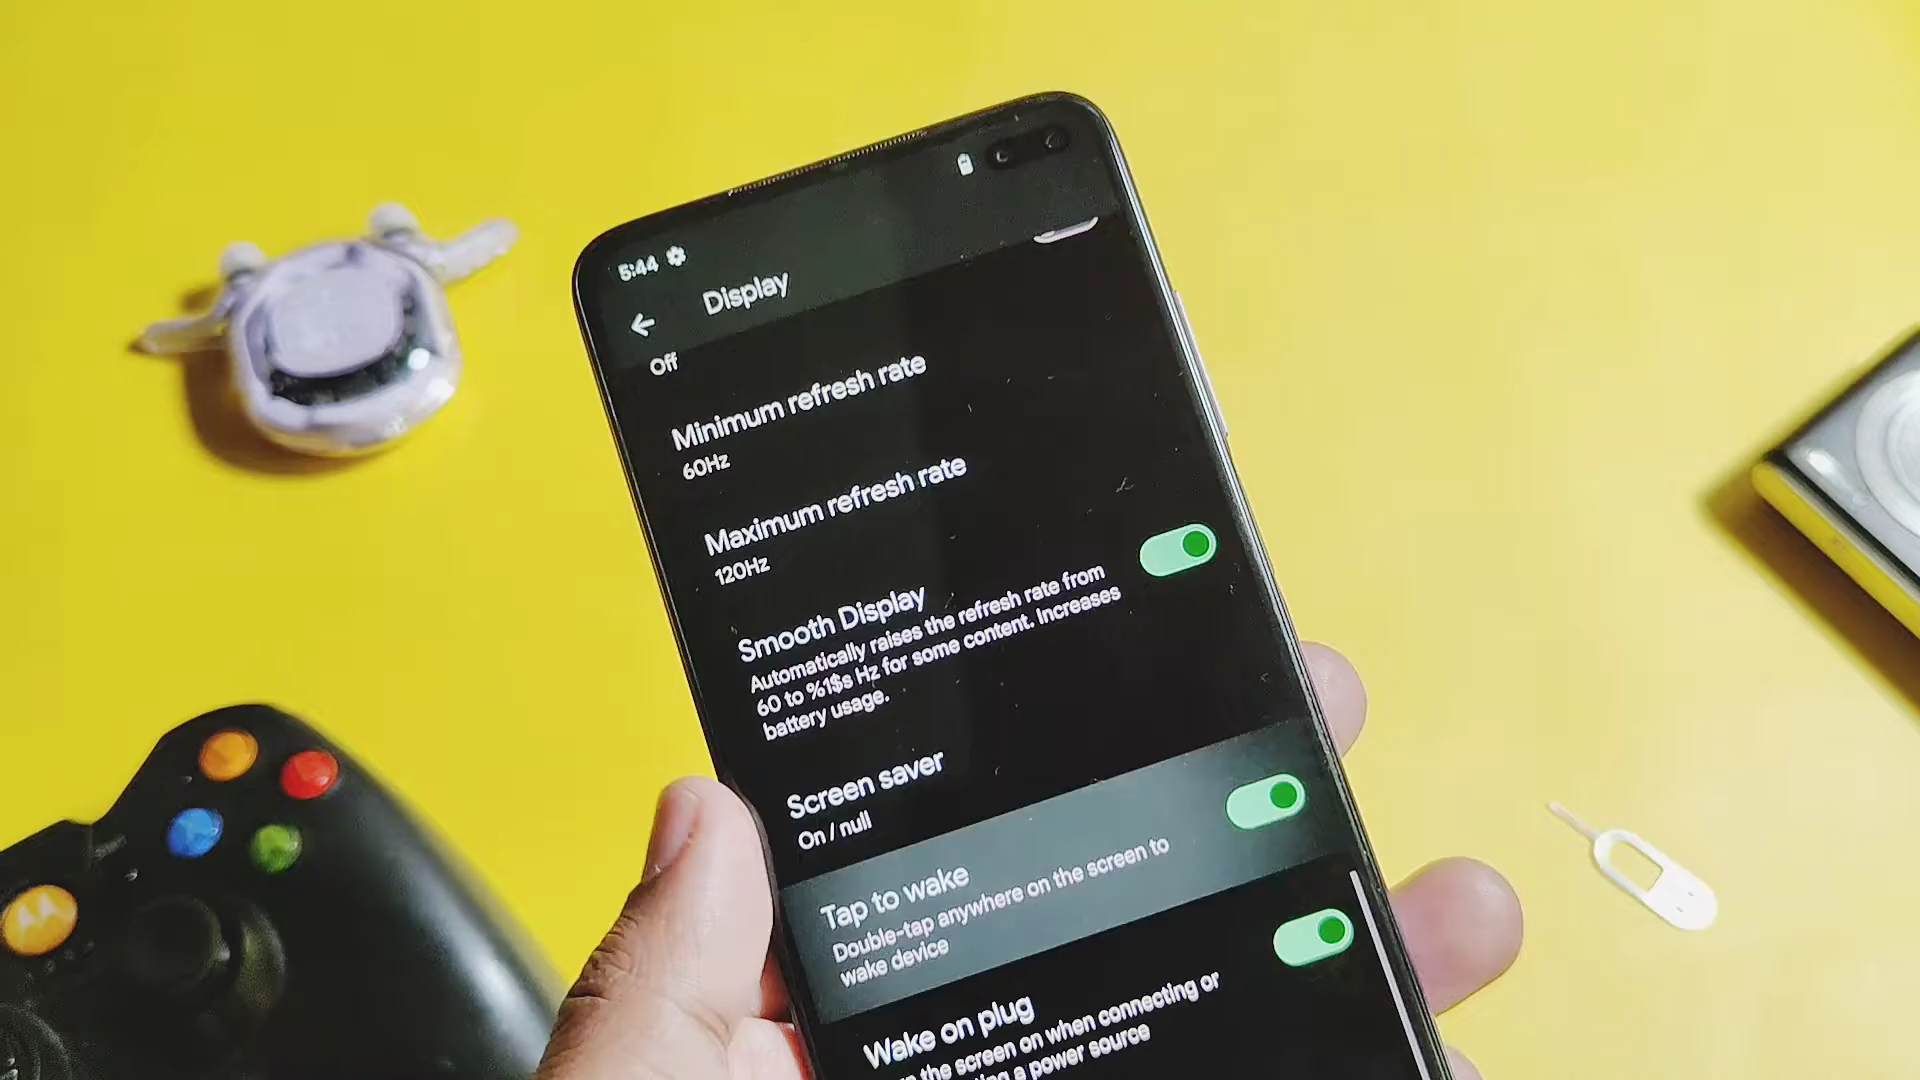 5:44
Display
Off
Minimum refresh rate
60Hz
Maximum refresh rate
120Hz
Smooth Display
Automatically raises the refresh rate from
60 to %1$s Hz for some content. Increases
battery usage.
Screen saver
On / null
Tap to wake
Double-tap anywhere on the screen to
wake device
Wake on plug
the screen on when connecting or
a power source